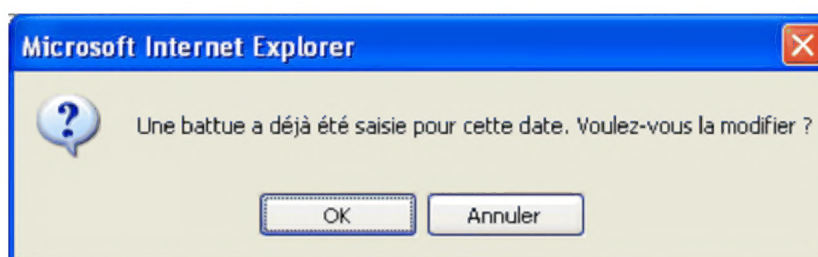 Microsoft Internet Explorer
Une battue a déjà été saisie pour cette date. Voulez-vous la modifier ?
OK
Annuler